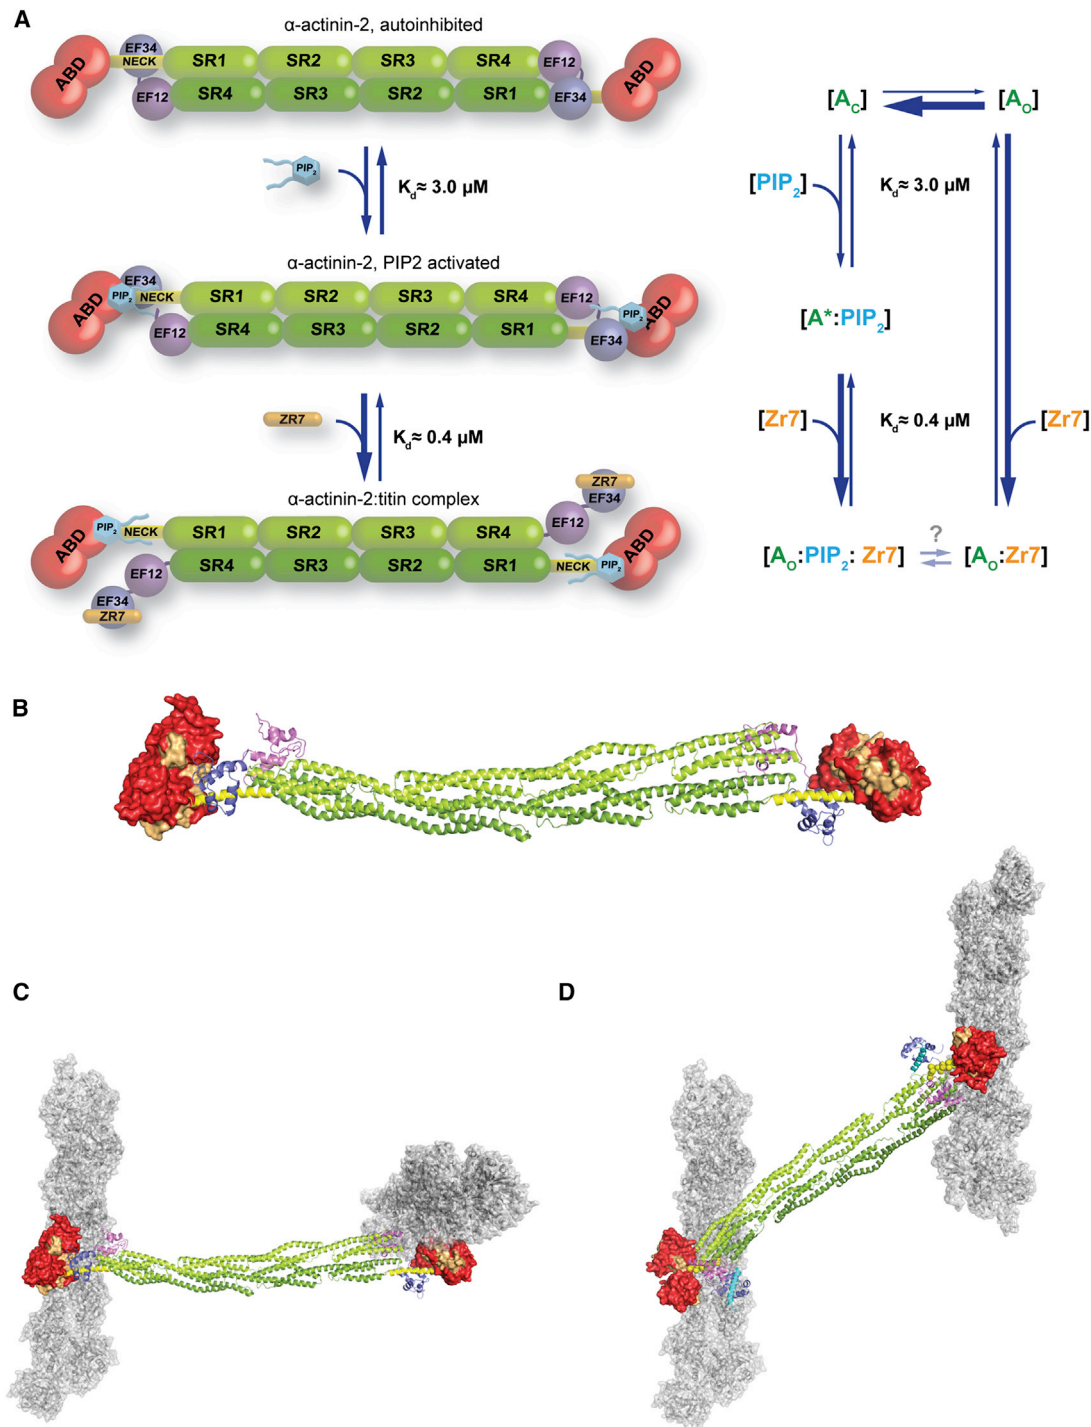 A
α-actinin-2, autoinhibited
ABD
EF34
NECK
SR1
SR2
SR3
SR4
EF12
ABD
EF12
SR4
SR3
SR2
SR1
EF34
PIP2
Kd≈ 3.0 µM
α-actinin-2, PIP2 activated
ABD
EF34
PIP2
NECK
SR1
SR2
SR3
SR4
EF12
PIP2
ABD
EF12
SR4
SR3
SR2
SR1
EF34
ZR7
Kd≈ 0.4 µM
α-actinin-2:titin complex
ZR7
EF34
EF12
ABD
PIP2
NECK
SR1
SR2
SR3
SR4
EF12
SR4
SR3
SR2
SR1
NECK
PIP2
ABD
EF34
ZR7
[AC]
[AO]
[PIP2]
Kd≈ 3.0 µM
[A*:PIP2]
[Zr7]
Kd≈ 0.4 µM
[Zr7]
?
[AO:PIP2: Zr7]
[AO:Zr7]
B
C
D